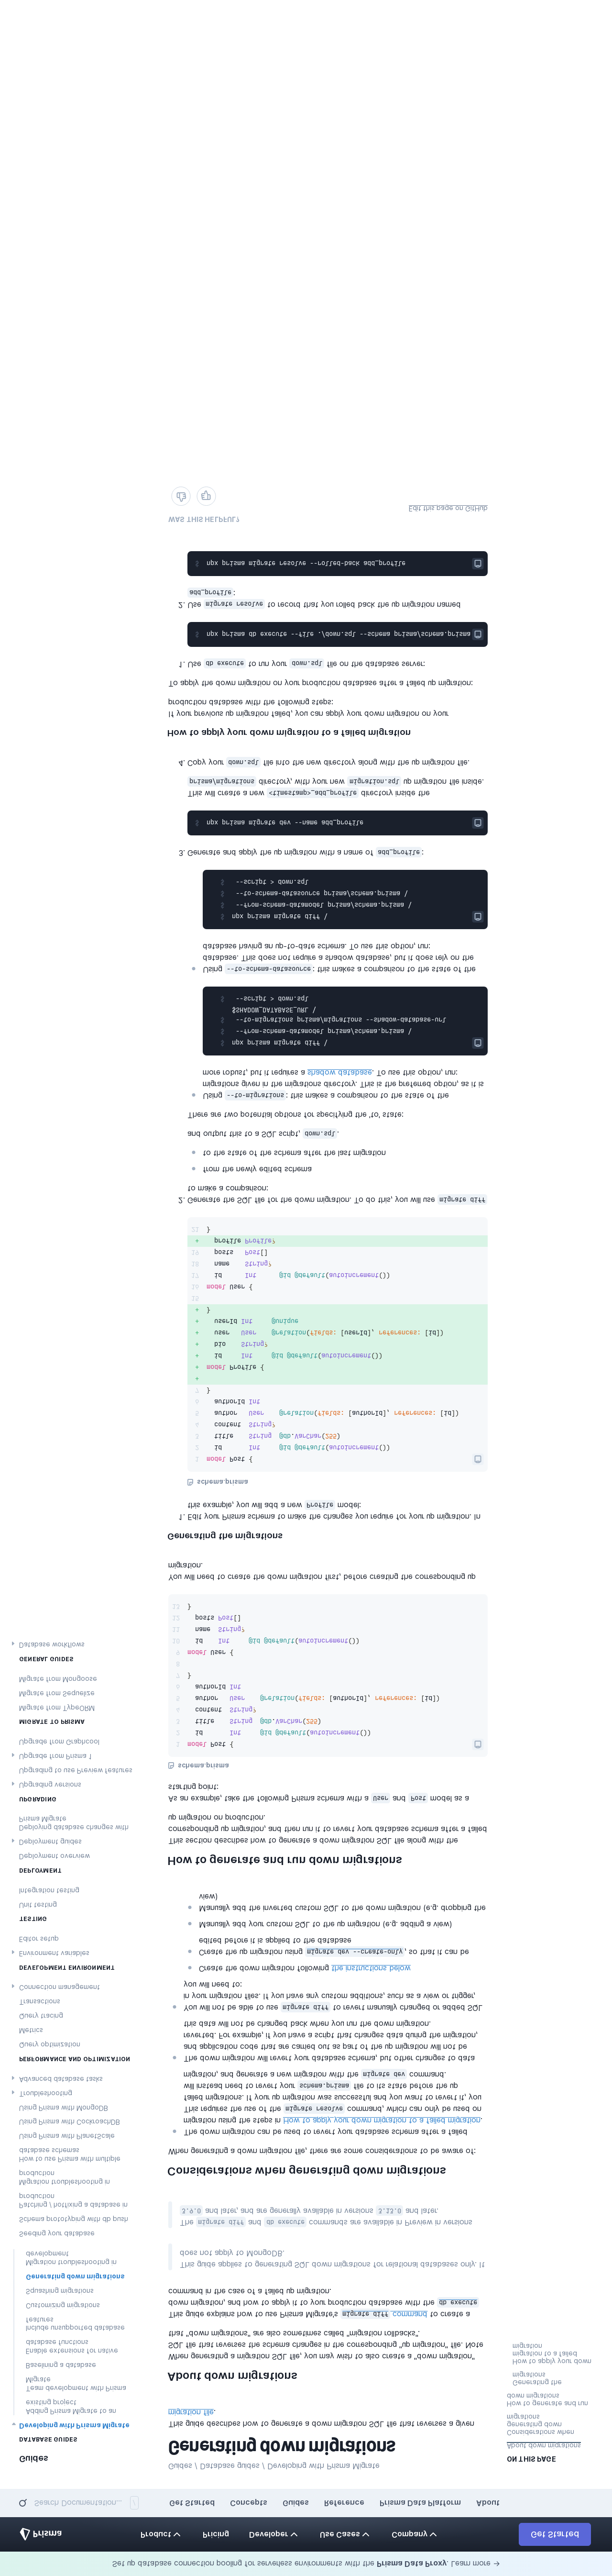 Set up database connection pooling for serverless environments with the Prisma Data Proxy. Learn more →
Prisma
Product
Pricing
Developer
Use Cases
Company
Get Started
Search Documentation...
/
Get Started
Concepts
Guides
Reference
Prisma Data Platform
About
Guides
DATABASE GUIDES
Developing with Prisma Migrate
Adding Prisma Migrate to an
existing project
Team development with Prisma
Migrate
Baselining a database
Enable extensions for native
database functions
Include unsupported database
features
Customizing migrations
Squashing migrations
Generating down migrations
Migration troubleshooting in
development
Seeding your database
Schema prototyping with db push
Patching / hotfixing a database in
production
Migration troubleshooting in
production
How to use Prisma with multiple
database schemas
Using Prisma with PlanetScale
Using Prisma with CockroachDB
Using Prisma with MongoDB
Troubleshooting
Advanced database tasks
PERFORMANCE AND OPTIMIZATION
Query optimization
Metrics
Query tracing
Transactions
Connection management
DEVELOPMENT ENVIRONMENT
Environment variables
Editor setup
TESTING
Unit testing
Integration testing
DEPLOYMENT
Deployment overview
Deployment guides
Deploying database changes with
Prisma Migrate
UPGRADING
Upgrading versions
Upgrading to use Preview features
Upgrade from Prisma 1
Upgrade from Graphcool
MIGRATE TO PRISMA
Migrate from TypeORM
Migrate from Sequelize
Migrate from Mongoose
GENERAL GUIDES
Database workflows
Guides / Database guides / Developing with Prisma Migrate
Generating down migrations
This guide describes how to generate a down migration SQL file that reverses a given
migration file.
About down migrations
When generating a migration SQL file, you may wish to also create a "down migration"
SQL file that reverses the schema changes in the corresponding "up migration" file. Note
that "down migrations" are also sometimes called "migration rollbacks".
This guide explains how to use Prisma Migrate's migrate diff command to create a
down migration, and how to apply it to your production database with the db execute
command in the case of a failed up migration.
This guide applies to generating SQL down migrations for relational databases only. It
does not apply to MongoDB.
The migrate diff and db execute commands are available in Preview in versions
3.9.0 and later, and are generally available in versions 3.13.0 and later.
Considerations when generating down migrations
When generating a down migration file, there are some considerations to be aware of:
The down migration can be used to revert your database schema after a failed
migration using the steps in How to apply your down migration to a failed migration.
This requires the use of the migrate resolve command, which can only be used on
failed migrations. If your up migration was successful and you want to revert it, you
will instead need to revert your schema.prisma file to its state before the up
migration, and generate a new migration with the migrate dev command.
The down migration will revert your database schema, but other changes to data
and application code that are carried out as part of the up migration will not be
reverted. For example, if you have a script that changes data during the migration,
this data will not be changed back when you run the down migration.
You will not be able to use migrate diff to revert manually changed or added SQL
in your migration files. If you have any custom additions, such as a view or trigger,
you will need to:
Create the down migration following the instructions below
Create the up migration using migrate dev --create-only, so that it can be
edited before it is applied to the database
Manually add your custom SQL to the up migration (e.g. adding a view)
Manually add the inverted custom SQL to the down migration (e.g. dropping the
view)
How to generate and run down migrations
This section describes how to generate a down migration SQL file along with the
corresponding up migration, and then run it to revert your database schema after a failed
up migration on production.
As an example, take the following Prisma schema with a User and Post model as a
starting point:
schema.prisma
1 model Post {
2 id Int @id @default(autoincrement())
3 title String @db.VarChar(255)
4 content String?
5 author User @relation(fields: [authorId], references: [id])
6 authorId Int
7 }
8
9 model User {
10 id Int @id @default(autoincrement())
11 name String?
12 posts Post[]
13 }
You will need to create the down migration first, before creating the corresponding up
migration.
Generating the migrations
1. Edit your Prisma schema to make the changes you require for your up migration. In
this example, you will add a new Profile model:
schema.prisma
1 model Post {
2 id Int @id @default(autoincrement())
3 title String @db.VarChar(255)
4 content String?
5 author User @relation(fields: [authorId], references: [id])
6 authorId Int
7 }
+
+ model Profile {
+ id Int @id @default(autoincrement())
+ bio String?
+ user User @relation(fields: [userId], references: [id])
+ userId Int @unique
+ }
15
16 model User {
17 id Int @id @default(autoincrement())
18 name String?
19 posts Post[]
+ profile Profile?
21 }
2. Generate the SQL file for the down migration. To do this, you will use migrate diff
to make a comparison:
from the newly edited schema
to the state of the schema after the last migration
and output this to a SQL script, down.sql.
There are two potential options for specifying the 'to' state:
Using --to-migrations: this makes a comparison to the state of the
migrations given in the migrations directory. This is the preferred option, as it is
more robust, but it requires a shadow database. To use this option, run:
$ npx prisma migrate diff \
$ --from-schema-datamodel prisma/schema.prisma \
$ --to-migrations prisma/migrations --shadow-database-url
$SHADOW_DATABASE_URL \
$ --script > down.sql
Using --to-schema-datasource: this makes a comparison to the state of the
database. This does not require a shadow database, but it does rely on the
database having an up-to-date schema. To use this option, run:
$ npx prisma migrate diff \
$ --from-schema-datamodel prisma/schema.prisma \
$ --to-schema-datasource prisma/schema.prisma \
$ --script > down.sql
3. Generate and apply the up migration with a name of add_profile:
$ npx prisma migrate dev --name add_profile
This will create a new <timestamp>_add_profile directory inside the
prisma/migrations directory, with your new migration.sql up migration file inside.
4. Copy your down.sql file into the new directory along with the up migration file.
How to apply your down migration to a failed migration
If your previous up migration failed, you can apply your down migration on your
production database with the following steps:
To apply the down migration on your production database after a failed up migration:
1. Use db execute to run your down.sql file on the database server:
$ npx prisma db execute --file ./down.sql --schema prisma/schema.prisma
2. Use migrate resolve to record that you rolled back the up migration named
add_profile:
$ npx prisma migrate resolve --rolled-back add_profile
WAS THIS HELPFUL?
Edit this page on GitHub
ON THIS PAGE
About down migrations
Considerations when
generating down
migrations
How to generate and run
down migrations
Generating the
migrations
How to apply your down
migration to a failed
migration